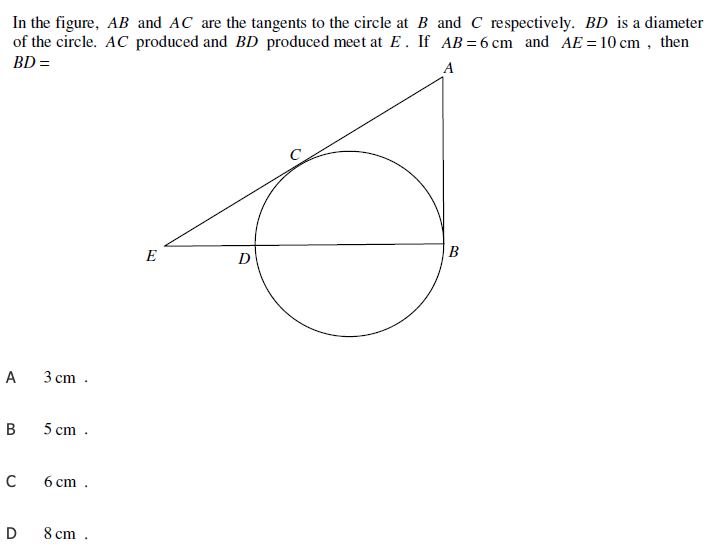 In the figure, AB and AC are the tangents to the circle at B and C respectively. BD is a diameter
of the circle. AC produced and BD produced meet at E. If AB = 6 cm and AE = 10 cm , then
BD =
A
C
E
D
B
A 3 cm .
B 5 cm .
C 6 cm .
D 8 cm .